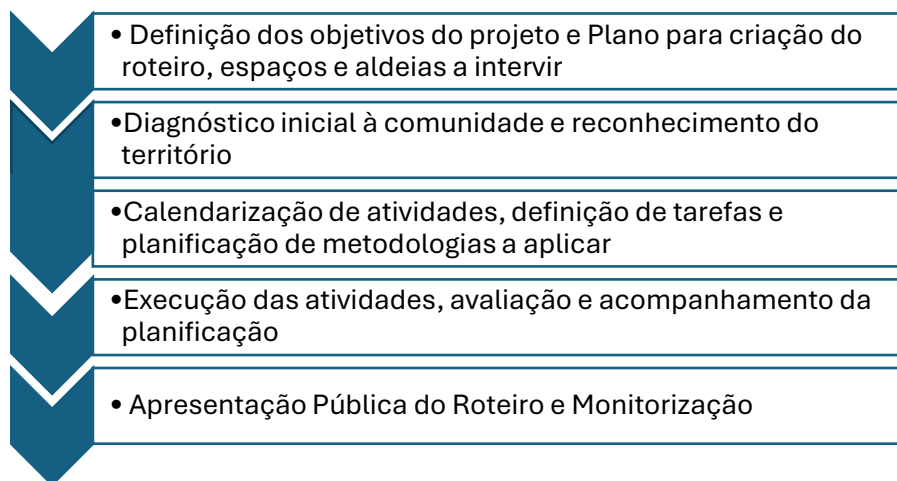 • Definição dos objetivos do projeto e Plano para criação do
roteiro, espaços e aldeias a intervir
•Diagnóstico inicial à comunidade e reconhecimento do
território
•Calendarização de atividades, definição de tarefas e
planificação de metodologias a aplicar
•Execução das atividades, avaliação e acompanhamento da
planificação
• Apresentação Pública do Roteiro e Monitorização